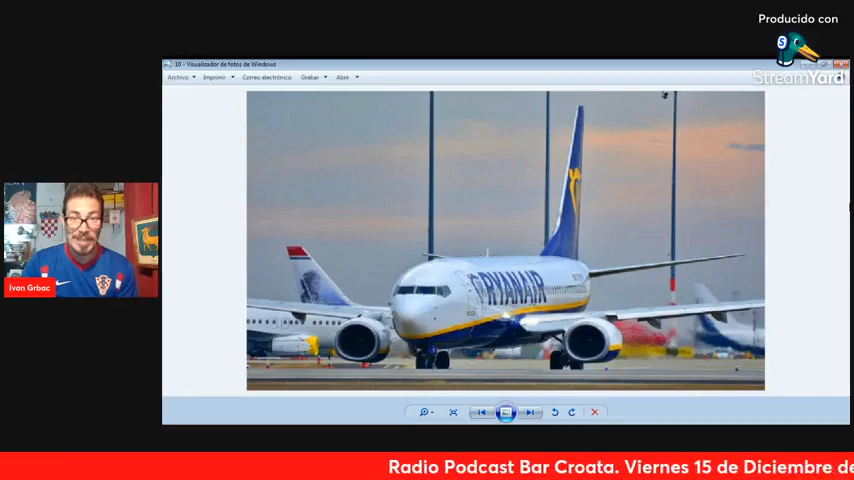 Producido con
StreamYard
10 - Visualizador de fotos de Windows
Archivo Imprimir Correo electrónico Grabar Abrir
RYANAIR
Ivan Grbac
Radio Podcast Bar Croata. Viernes 15 de Diciembre de